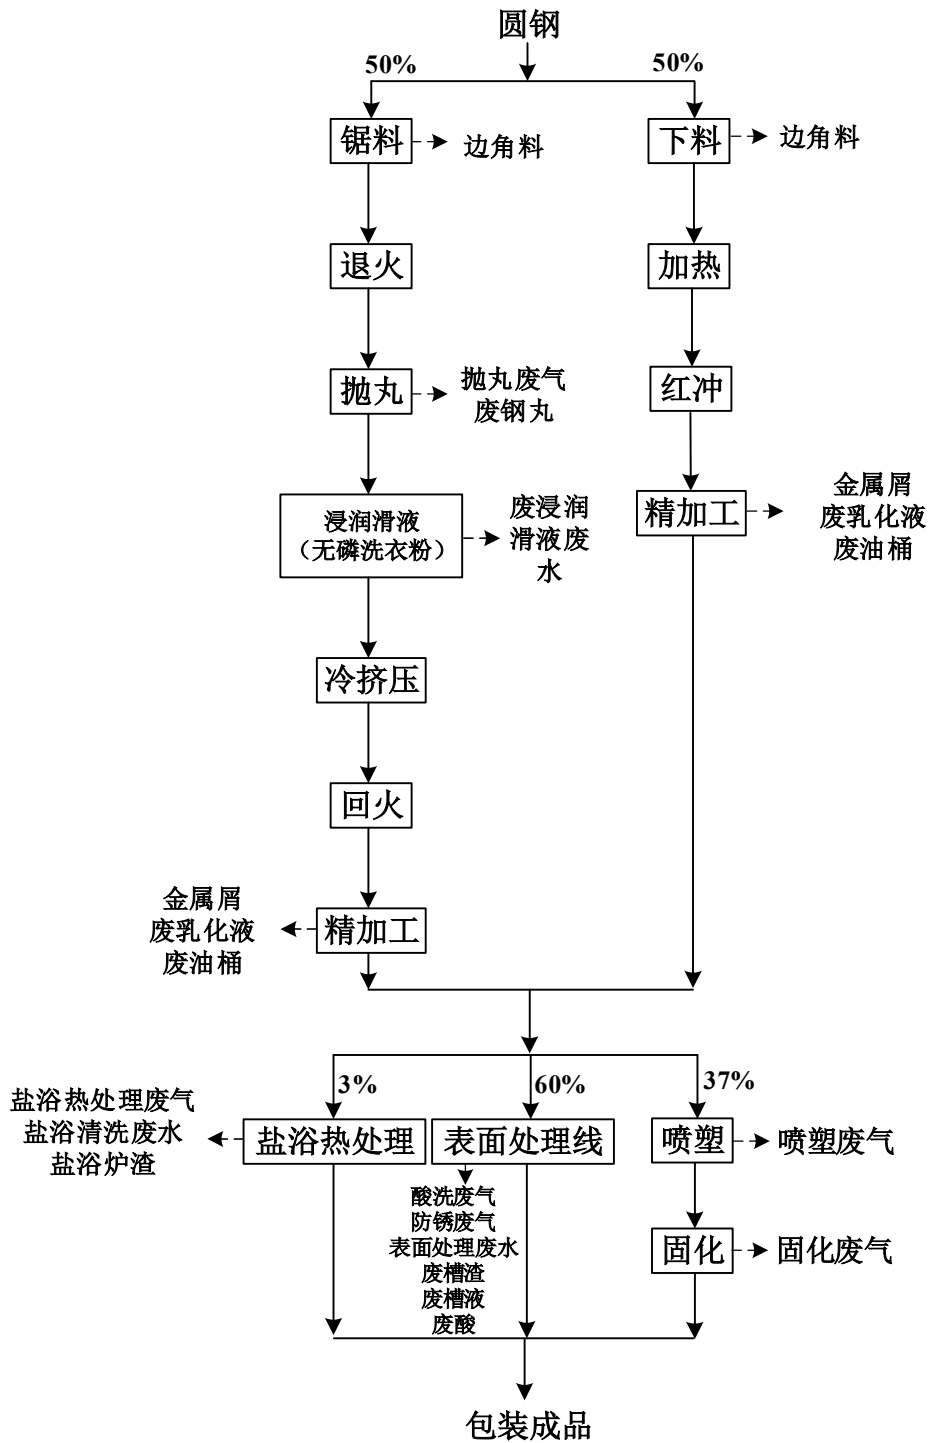 圆钢
50%
50%
锯料
边角料
下料
边角料
退火
加热
抛丸
抛丸废气
废钢丸
红冲
浸润滑液
（无磷洗衣粉）
废浸润
滑液废
水
精加工
金属屑
废乳化液
废油桶
冷挤压
回火
金属屑
废乳化液
废油桶
精加工
3%
60%
37%
盐浴热处理废气
盐浴清洗废水
盐浴炉渣
盐浴热处理
表面处理线
喷塑
喷塑废气
酸洗废气
防锈废气
表面处理废水
废槽渣
废槽液
废酸
固化
固化废气
包装成品